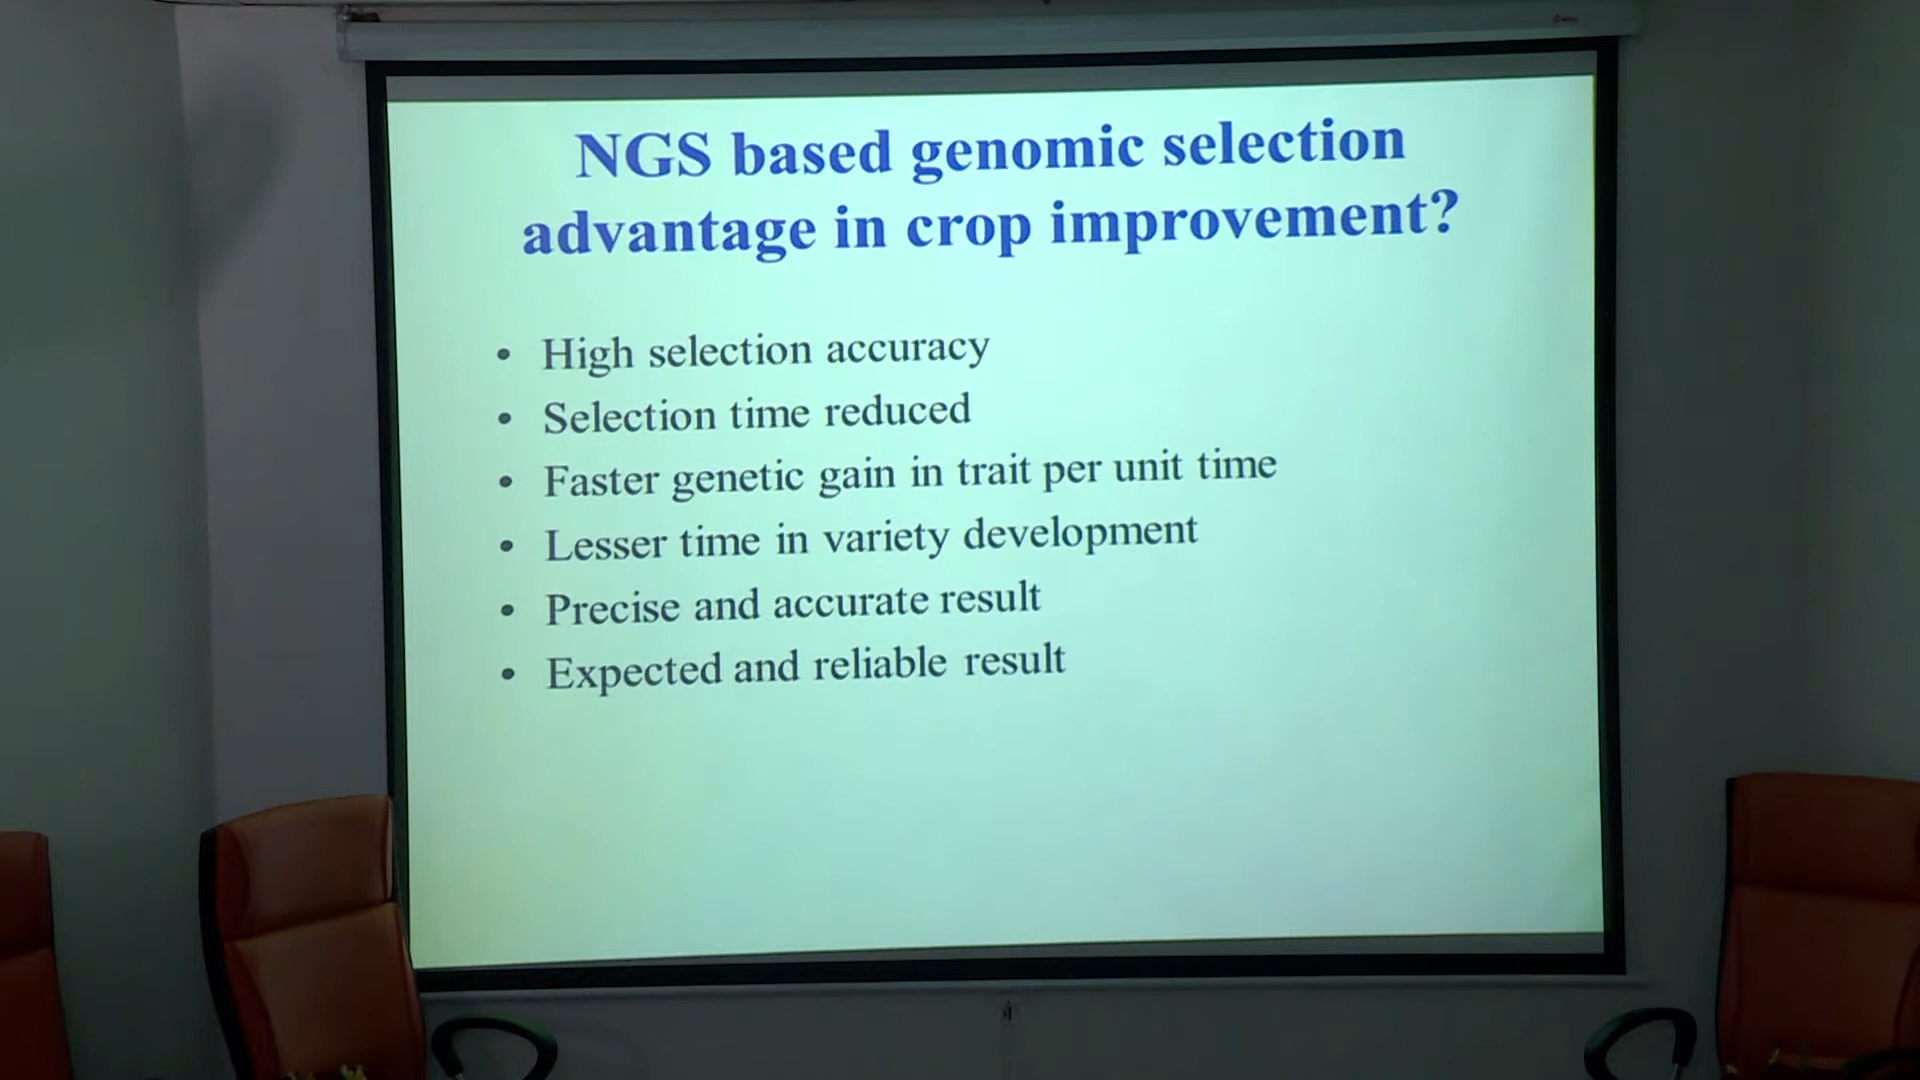 NGS based genomic selection
advantage in crop improvement?
• High selection accuracy
• Selection time reduced
• Faster genetic gain in trait per unit time
• Lesser time in variety development
• Precise and accurate result
• Expected and reliable result